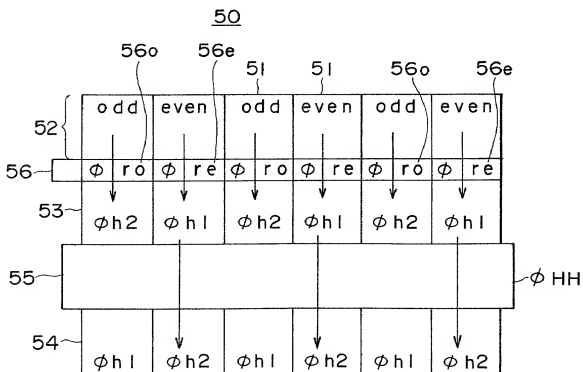 50
56o 56e 51 51 56o 56e
52 odd even odd even odd even
56 ϕ ro ϕ re ϕ ro ϕ re ϕ ro ϕ re
53 ϕh2 ϕh1 ϕh2 ϕh1 ϕh2 ϕh1
55 ϕHH
54 ϕh1 ϕh2 ϕh1 ϕh2 ϕh1 ϕh2